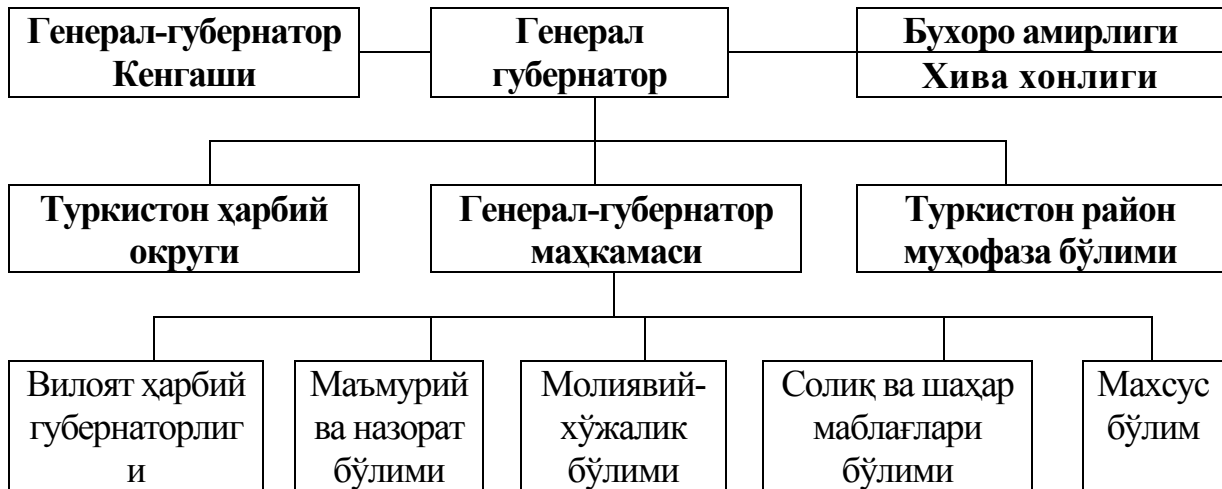 Генерал-губернатор
Кенгаши
Генерал
губернатор
Бухоро амирлиги
Хива хонлиги
Туркистон ҳарбий
округи
Генерал-губернатор
маҳкамаси
Туркистон район
муҳофаза бўлими
Вилоят ҳарбий
губернаторлиг
и
Маъмурий
ва назорат
бўлими
Молиявий-
хўжалик
бўлими
Солиқ ва шаҳар
маблағлари
бўлими
Махсус
бўлим